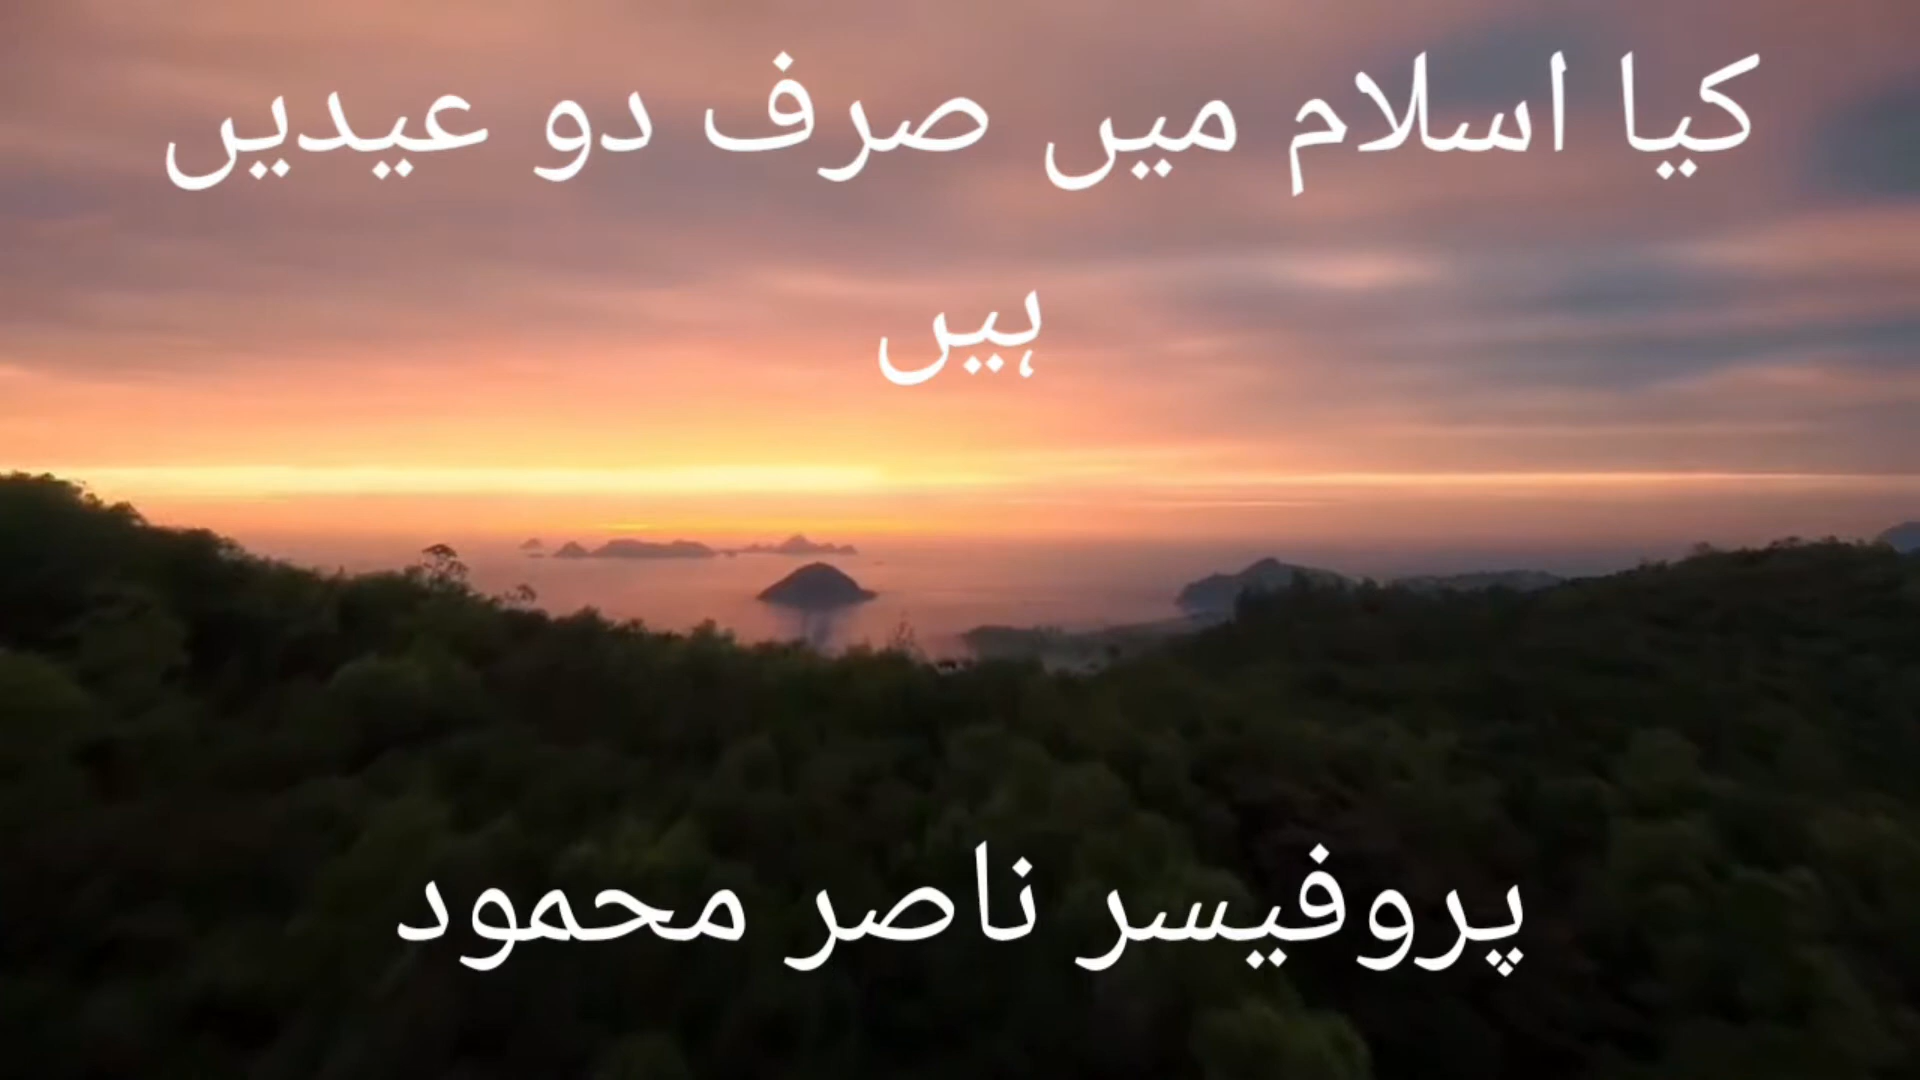 کیا اسلام میں صرف دو عیدیں
ہیں
پروفیسر ناصر محمود